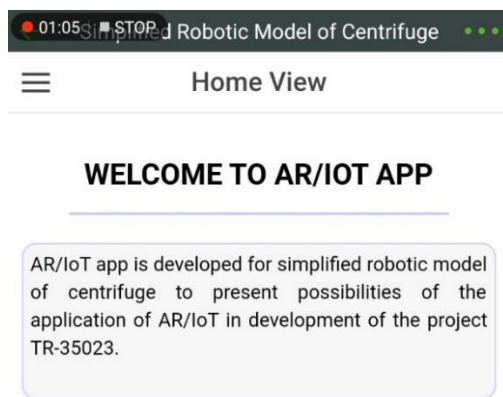 01:05 STOP d Robotic Model of Centrifuge
Home View
WELCOME TO AR/IOT APP
AR/IoT app is developed for simplified robotic model
of centrifuge to present possibilities of the
application of AR/IoT in development of the project
TR-35023.